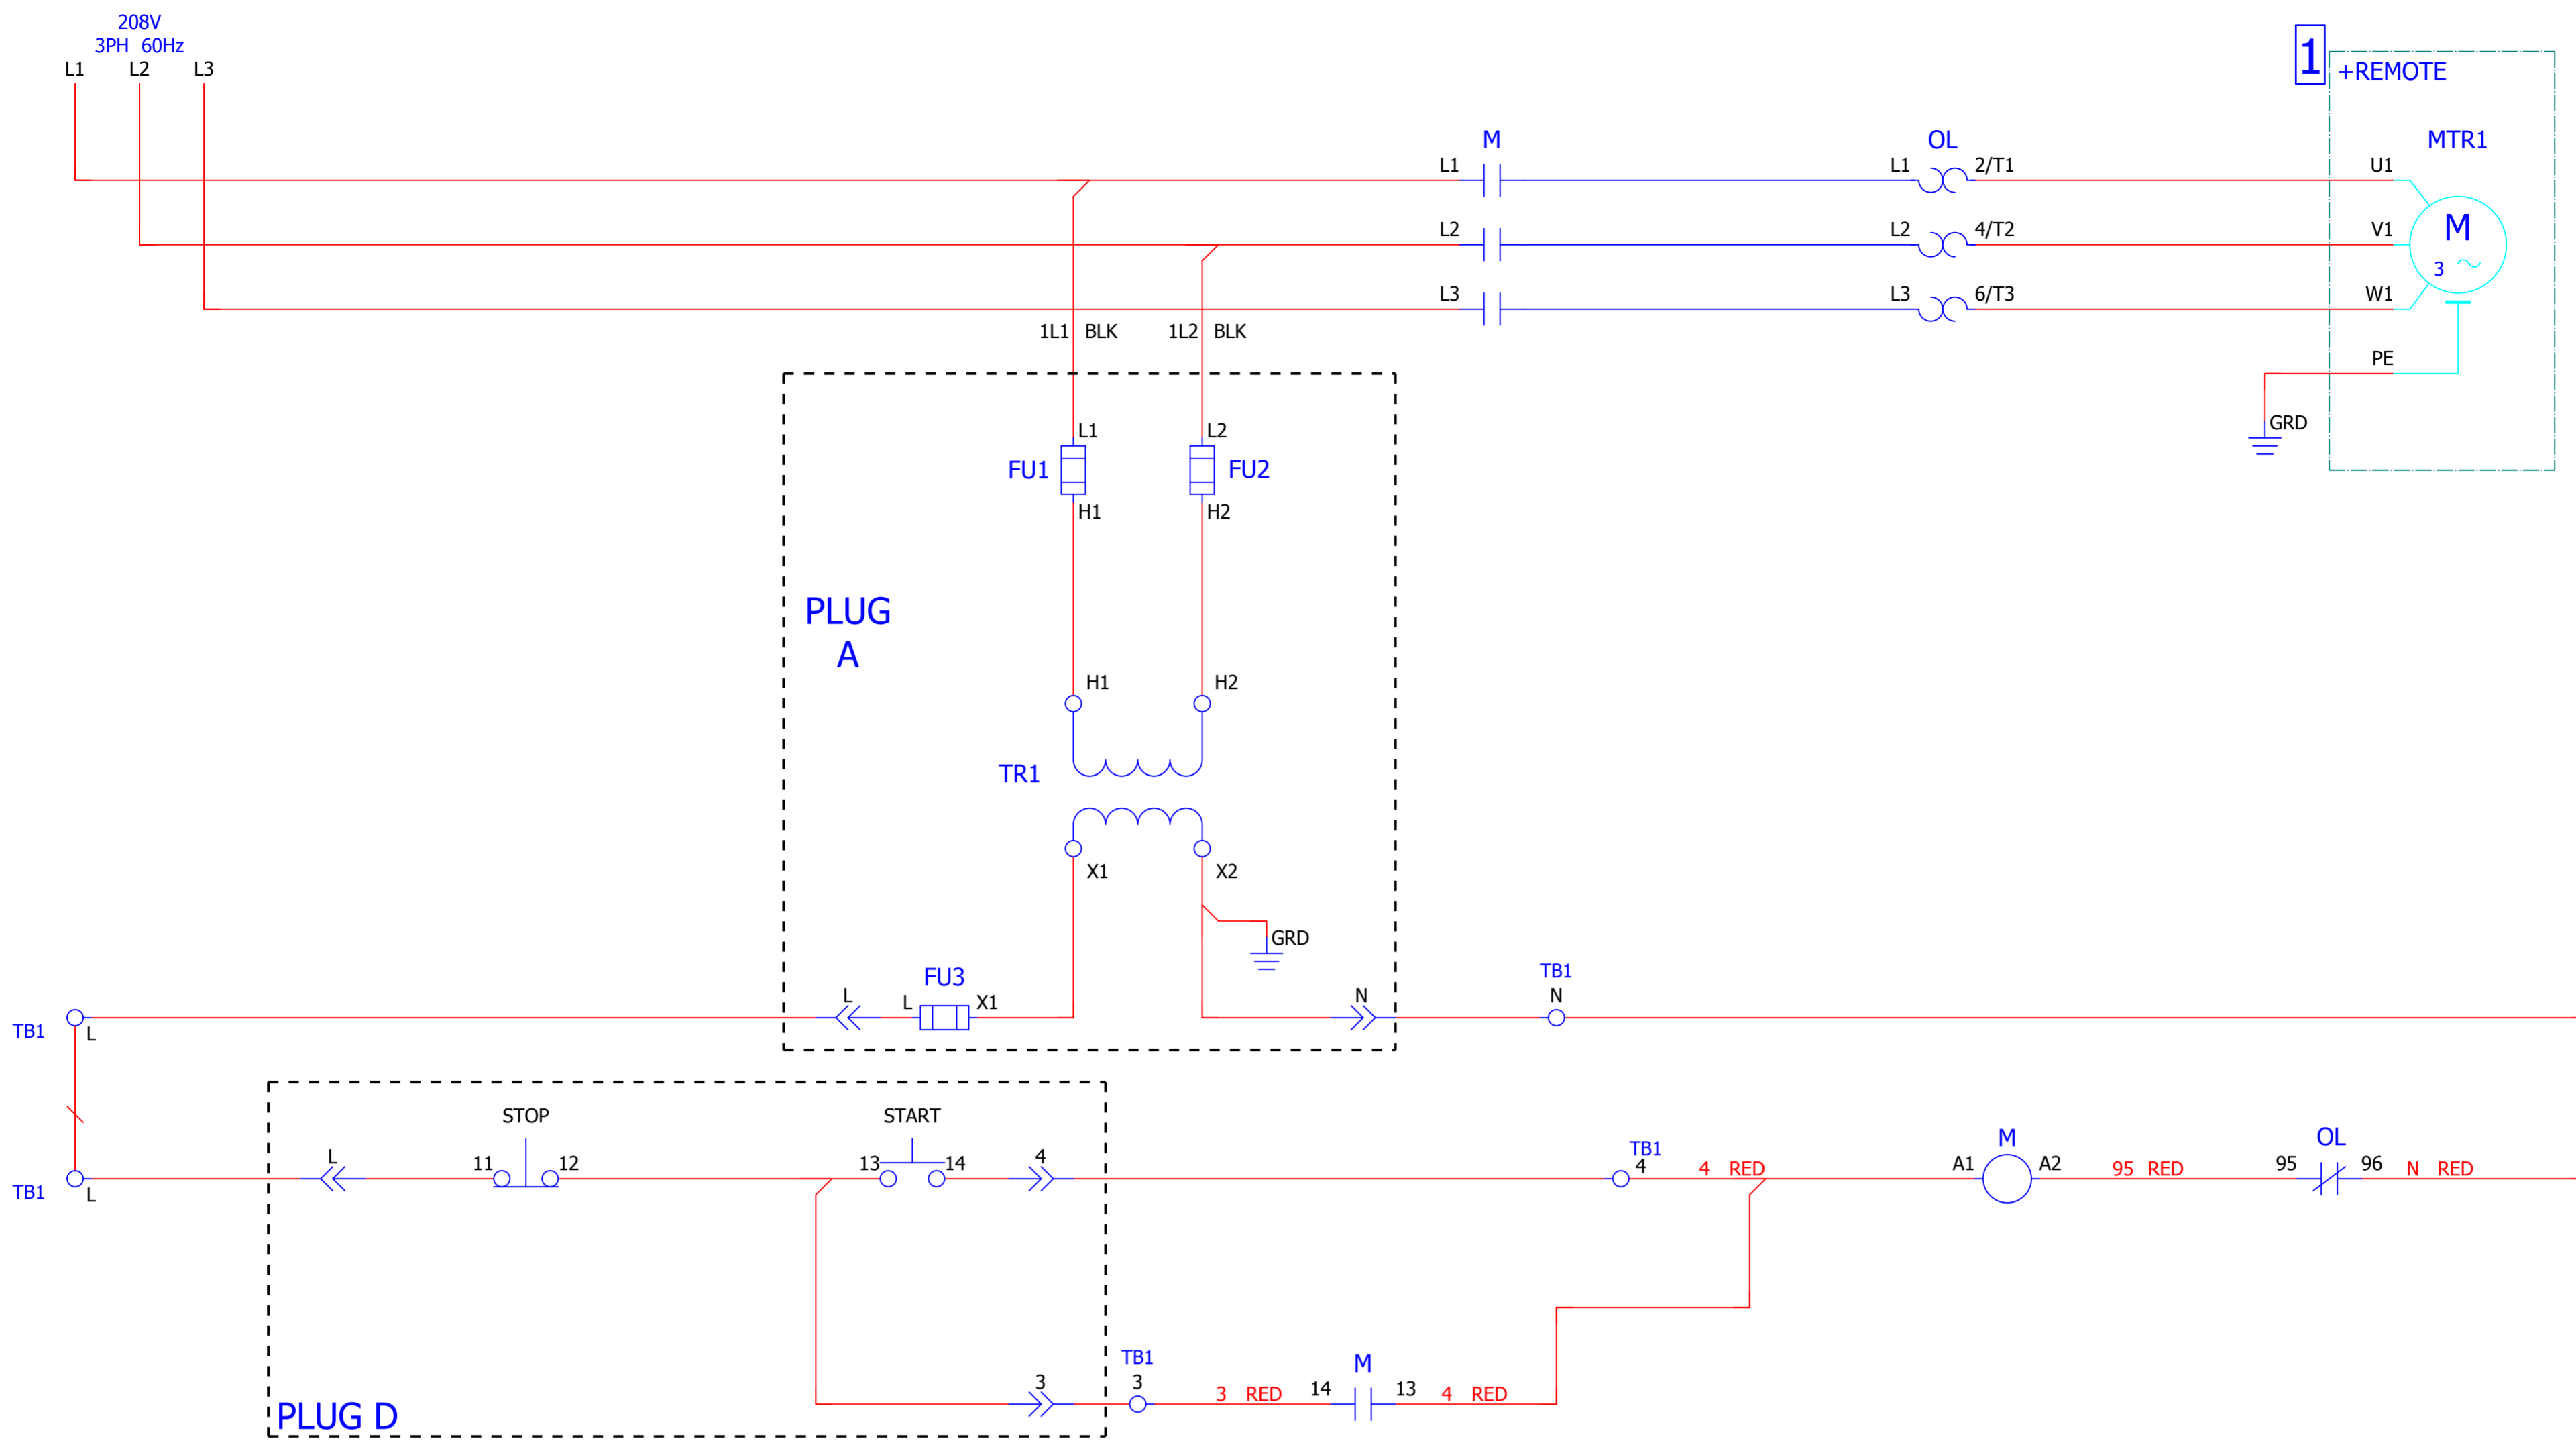 208V
3PH 60Hz
L1 L2 L3
1
+REMOTE
M
OL
MTR1
L1
L1
2/T1
U1
L2
L2
4/T2
V1
M
3
L3
L3
6/T3
W1
1L1 BLK
1L2 BLK
PE
GRD
L1
L2
FU1
FU2
H1
H2
PLUG
A
H1
H2
TR1
X1
X2
GRD
FU3
L
L
X1
N
TB1
N
TB1
L
STOP
START
L
11
12
13
14
4
TB1
4
4 RED
M
A1
A2
95 RED
OL
95
96
N RED
TB1
L
TB1
3
3
3 RED
14
M
13
4 RED
PLUG D